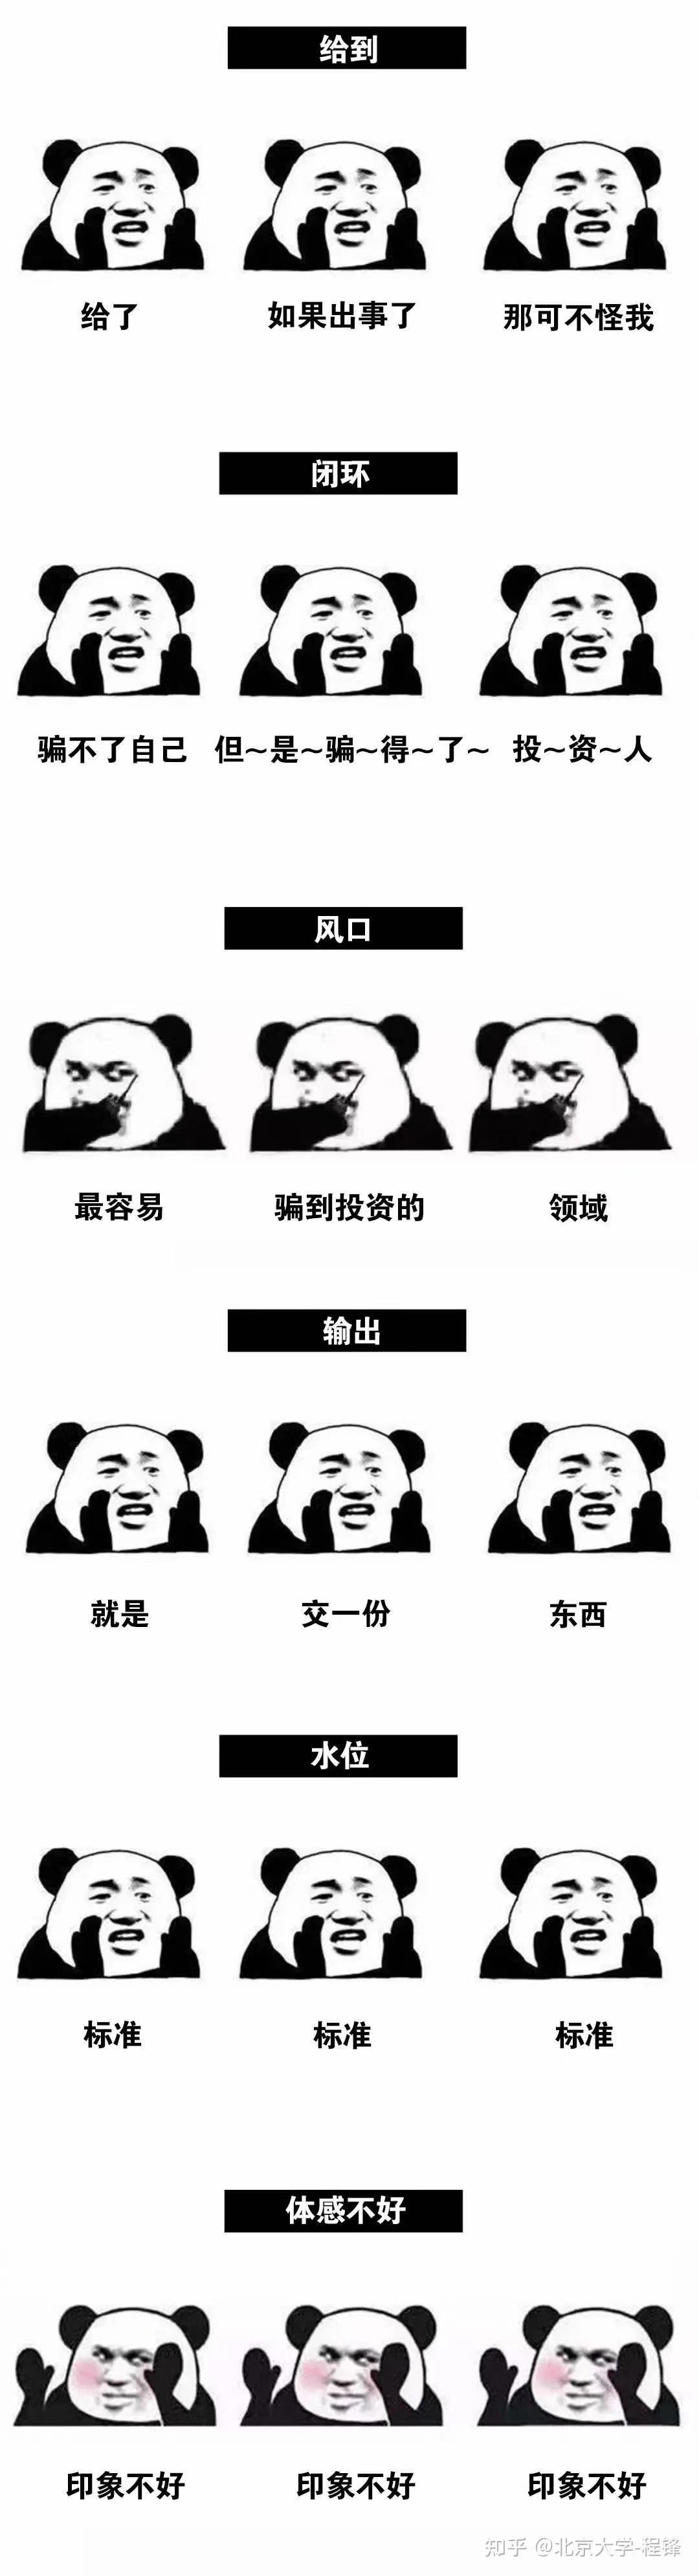 给到
给了 如果出事了 那可不怪我
闭环
骗不了自己 但~是~骗~得~了~ 投~资~人
风口
最容易 骗到投资的 领域
输出
就是 交一份 东西
水位
标准 标准 标准
体感不好
印象不好 印象不好 印象不好
知乎 @北京大学-程锋